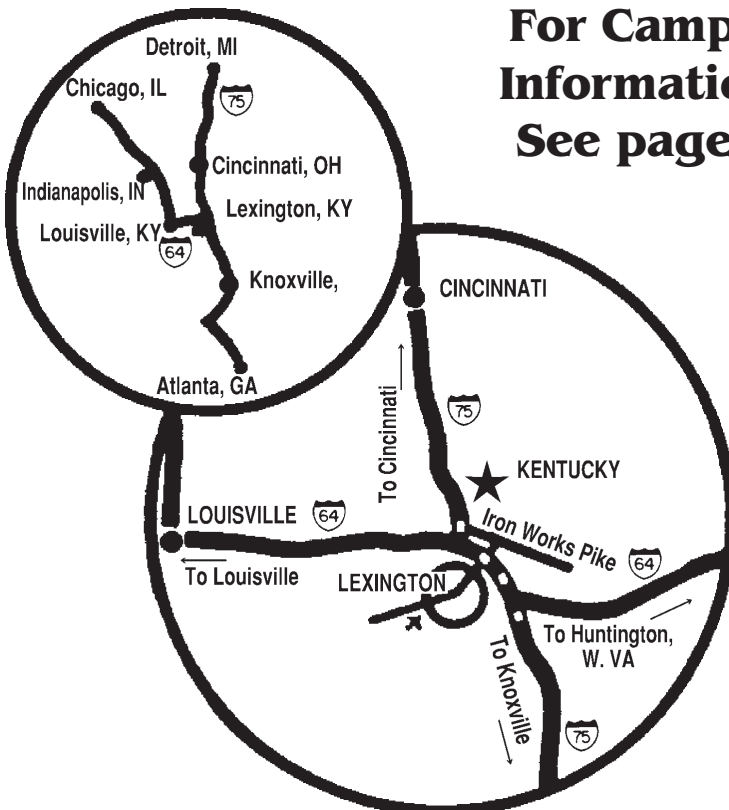 For Camp
Informatio
See page
Detroit, MI
75
Chicago, IL
Cincinnati, OH
Indianapolis, IN
Lexington, KY
Louisville, KY
64
Knoxville,
Atlanta, GA
CINCINNATI
To Cincinnati
75
KENTUCKY
LOUISVILLE
64
Iron Works Pike
64
To Louisville
LEXINGTON
To Huntington,
W. VA
To Knoxville
75